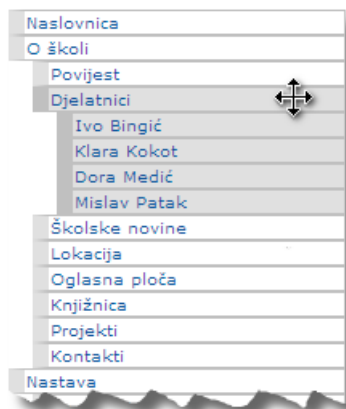 Naslovnica
O školi
Povijest
Djelatnici
Ivo Bingić
Klara Kokot
Dora Medić
Mislav Patak
Školske novine
Lokacija
Oglasna ploča
Knjižnica
Projekti
Kontakti
Nastava